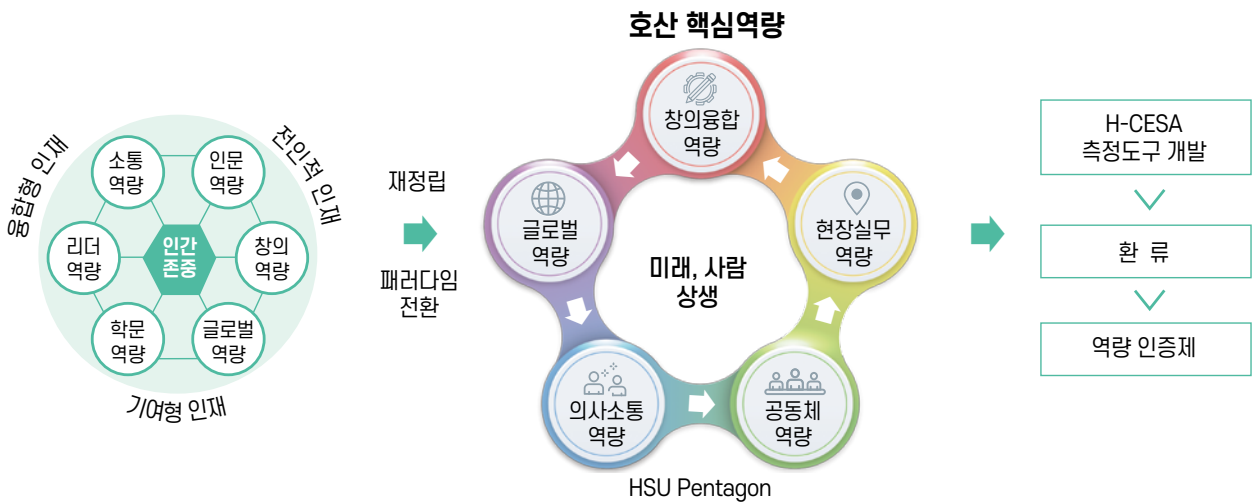 융합형 인재
전인적 인재
소통
역량
인문
역량
리더
역량
인간
존중
창의
역량
학문
역량
글로벌
역량
기여형 인재
재정립
패러다임
전환
호산 핵심역량
창의융합
역량
글로벌
역량
현장실무
역량
미래, 사람
상생
의사소통
역량
공동체
역량
HSU Pentagon
H-CESA
측정도구 개발
환 류
역량 인증제